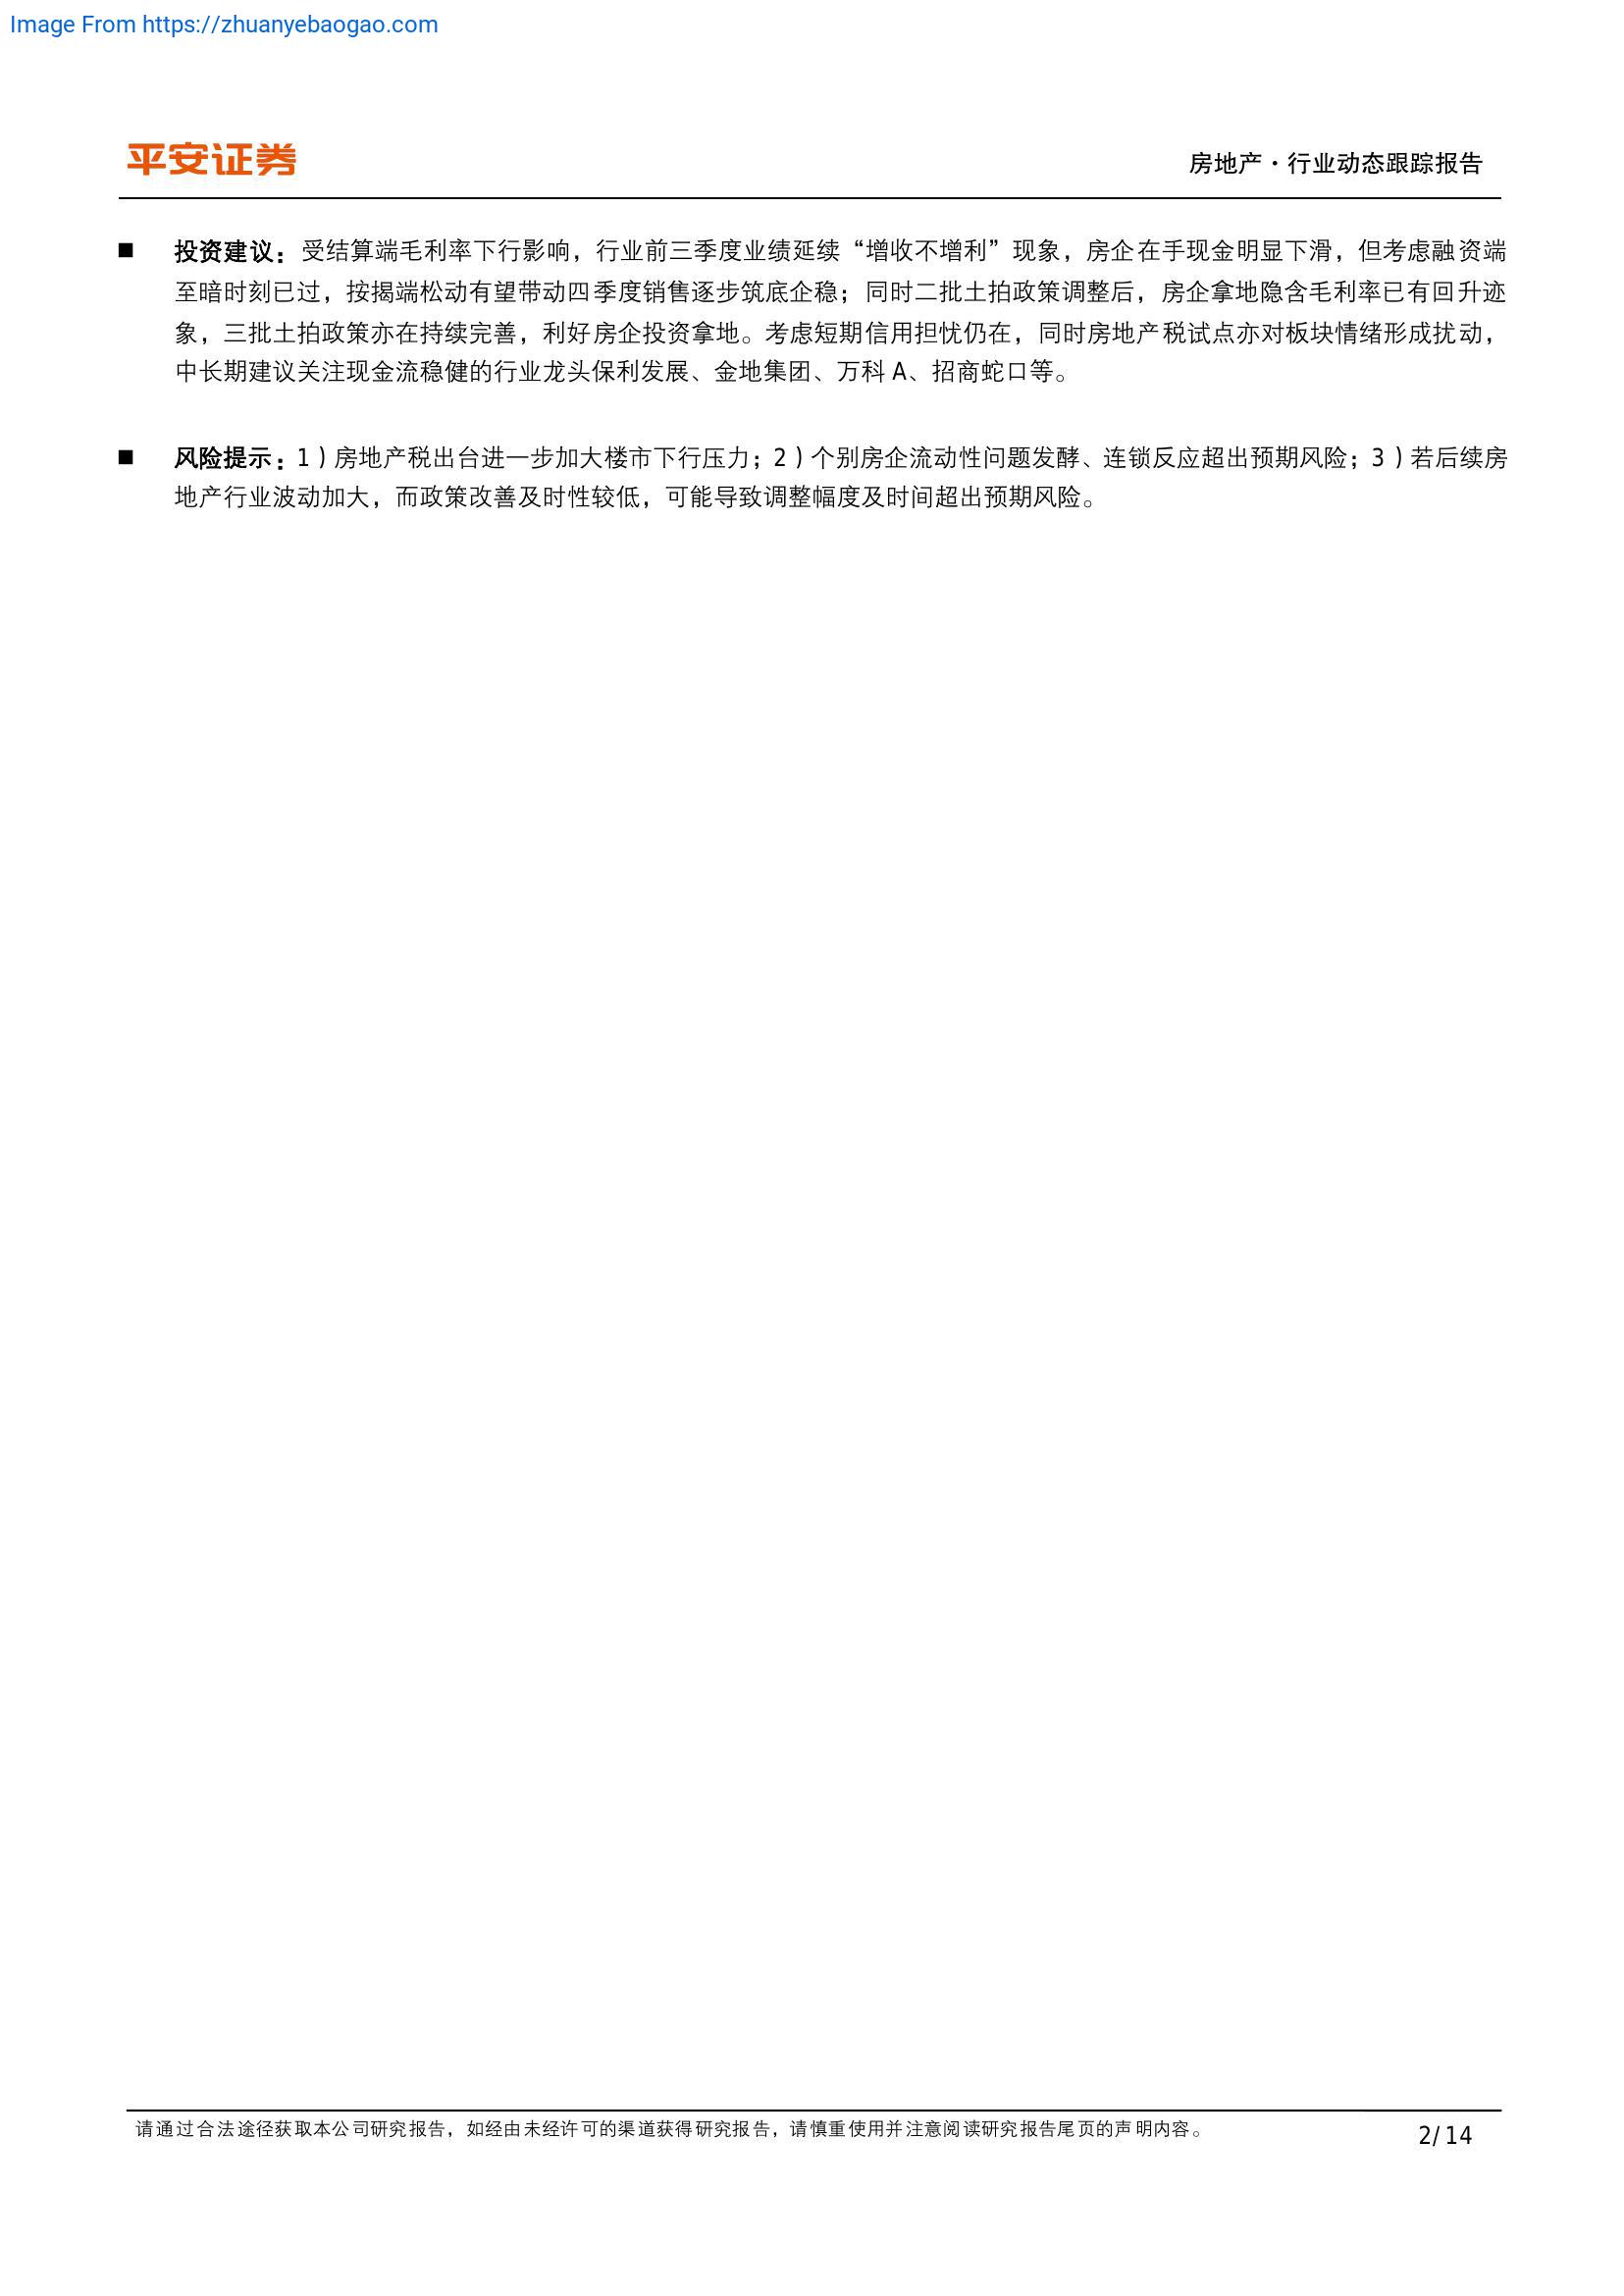 Image From https://zhuanyebaogao.com
平安证券
房地产·行业动态跟踪报告
■ 投资建议：受结算端毛利率下行影响，行业前三季度业绩延续“增收不增利”现象，房企在手现金明显下滑，但考虑融资端
至暗时刻已过，按揭端松动有望带动四季度销售逐步筑底企稳；同时二批土拍政策调整后，房企拿地隐含毛利率已有回升迹
象，三批土拍政策亦在持续完善，利好房企投资拿地。考虑短期信用担忧仍在，同时房地产税试点亦对板块情绪形成扰动，
中长期建议关注现金流稳健的行业龙头保利发展、金地集团、万科 A、招商蛇口等。
■ 风险提示：1）房地产税出台进一步加大楼市下行压力；2）个别房企流动性问题发酵、连锁反应超出预期风险；3）若后续房
地产行业波动加大，而政策改善及时性较低，可能导致调整幅度及时间超出预期风险。
请通过合法途径获取本公司研究报告，如经由未经许可的渠道获得研究报告，请慎重使用并注意阅读研究报告尾页的声明内容。
2/14